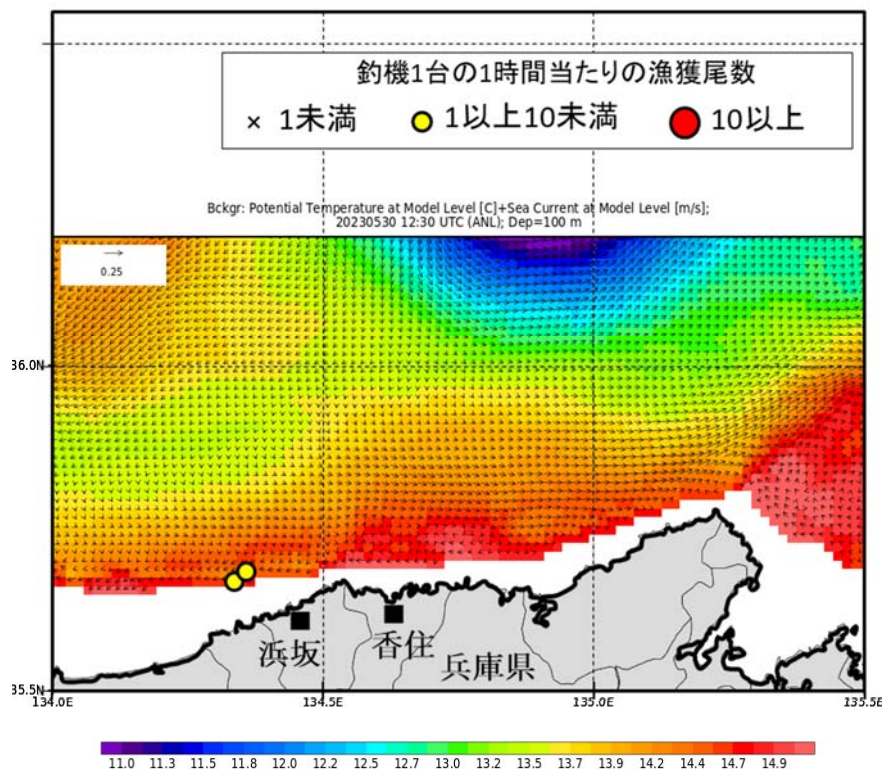 釣機1台の1時間当たりの漁獲尾数
× 1未満 1以上10未満 10以上
Bckgr: Potential Temperature at Model Level [C]+Sea Current at Model Level [m/s];
20230530 12:30 UTC (ANL); Dep=100 m
0.25
36.0N
浜坂 香住 兵庫県
35.5N
134.0E 134.5E 135.0E 135.5E
11.0 11.3 11.5 11.8 12.0 12.2 12.5 12.7 13.0 13.2 13.5 13.7 13.9 14.2 14.4 14.7 14.9